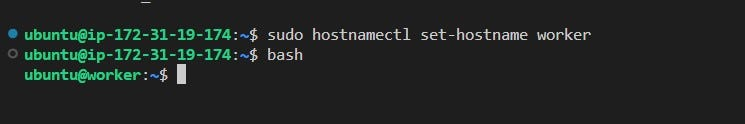 ubuntu@ip-172-31-19-174:~$ sudo hostnamectl set-hostname worker
ubuntu@ip-172-31-19-174:~$ bash
ubuntu@worker:~$